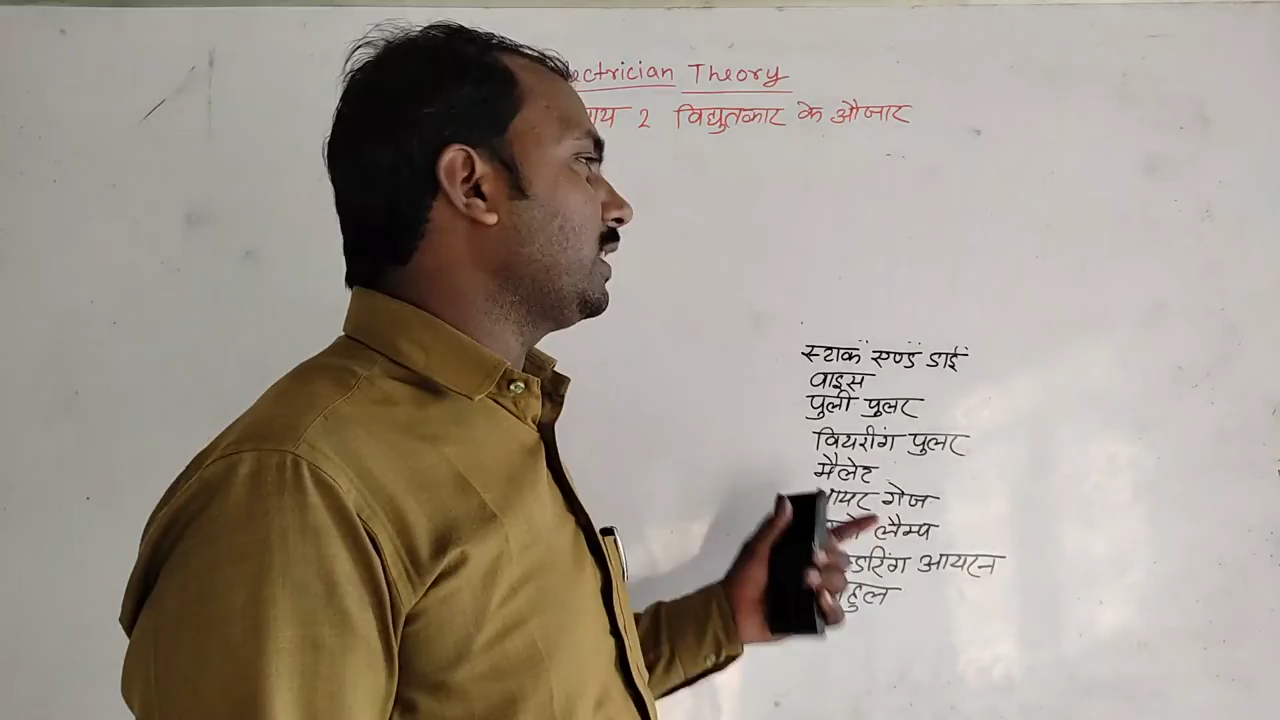 Theory
2 विद्युतकार के औजार
स्टाक एण्ड डाई
वाइस
पुली पुलर
वियरींग पुलर
मैलेट
गेज
लैम्प
आयरन